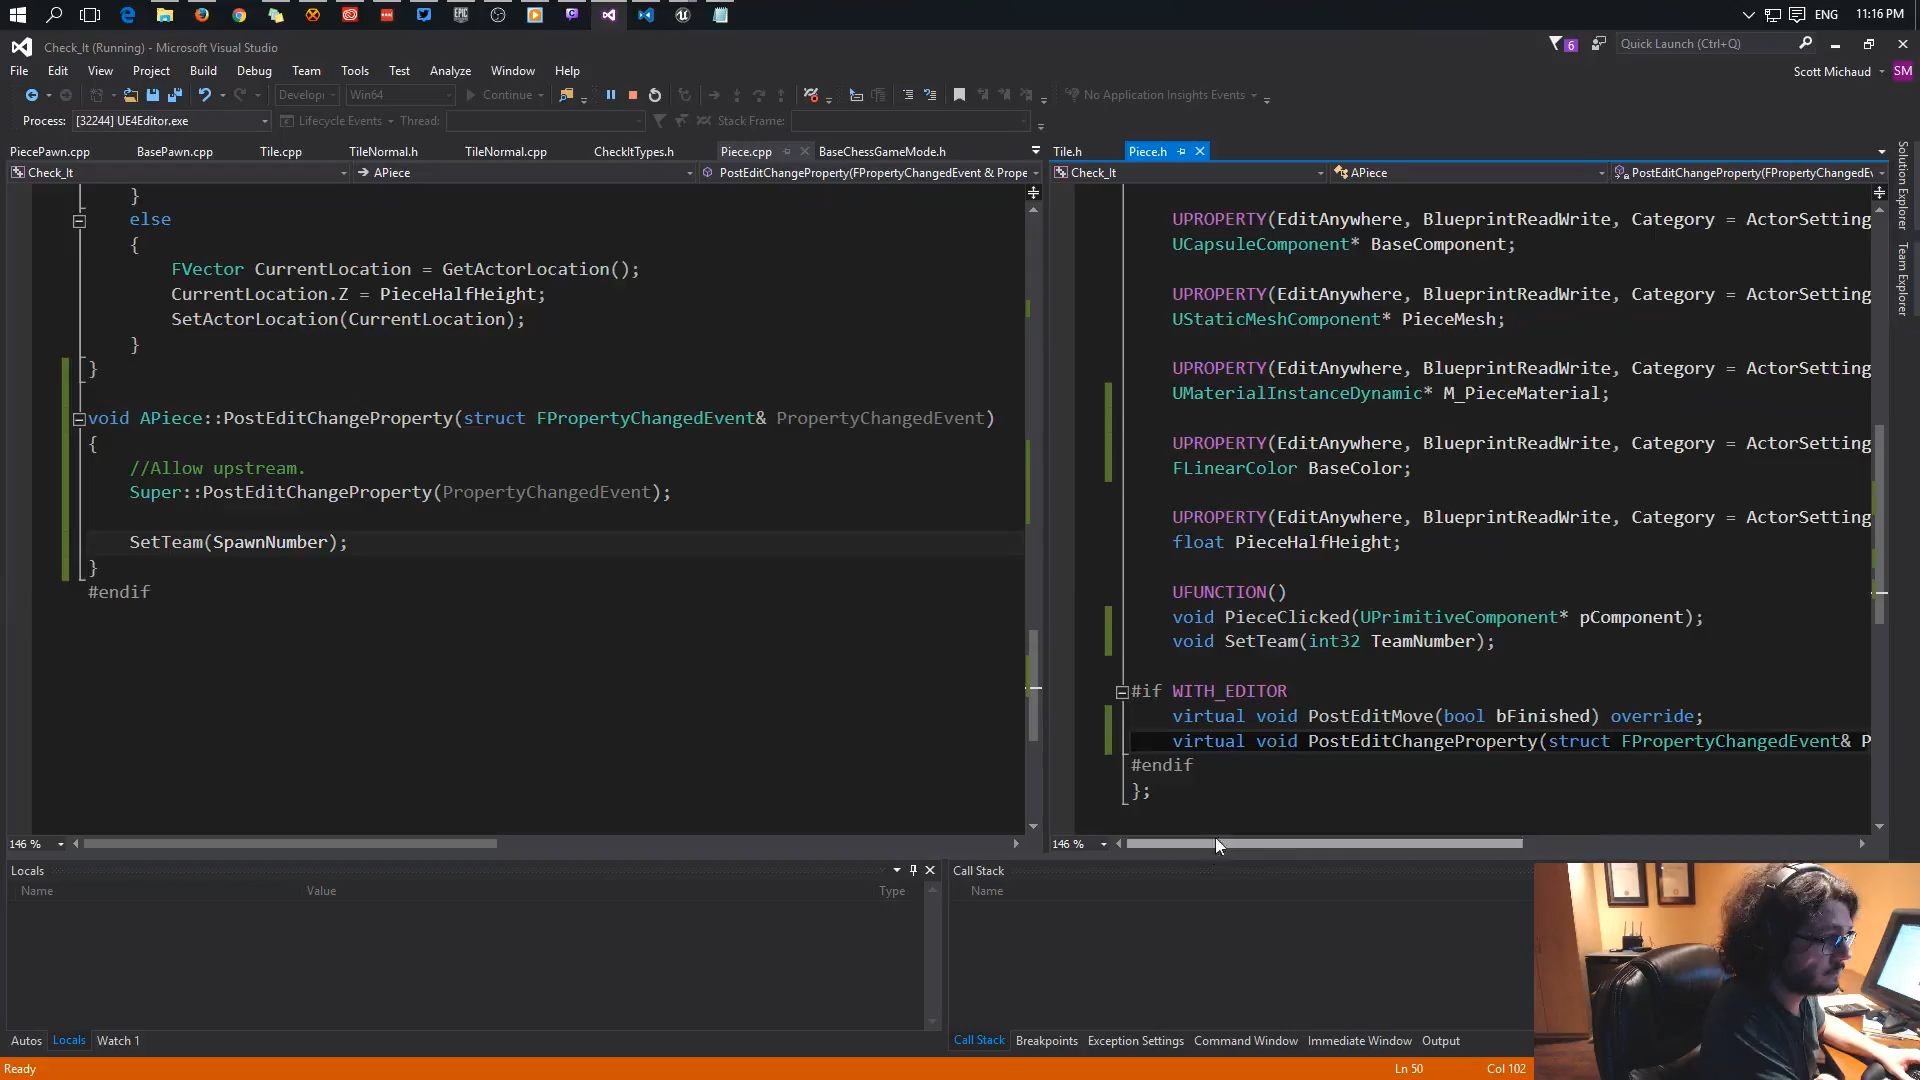 ENG
11:16 PM
Check_It (Running) - Microsoft Visual Studio
6
Quick Launch (Ctrl+Q)
File Edit View Project Build Debug Team Tools Test Analyze Window Help
Scott Michaud
SM
Developi
Win64
Continue
No Application Insights Events
Process: [32244] UE4Editor.exe
Lifecycle Events
Thread:
Stack Frame:
PiecePawn.cpp BasePawn.cpp Tile.cpp TileNormal.h TileNormal.cpp CheckItTypes.h Piece.cpp BaseChessGameMode.h
Check_It
APiece
PostEditChangeProperty(FPropertyChangedEvent & Prope
}
else
{
FVector CurrentLocation = GetActorLocation();
CurrentLocation.Z = PieceHalfHeight;
SetActorLocation(CurrentLocation);
}
}
void APiece::PostEditChangeProperty(struct FPropertyChangedEvent& PropertyChangedEvent)
{
//Allow upstream.
Super::PostEditChangeProperty(PropertyChangedEvent);
SetTeam(SpawnNumber);
}
#endif
146 %
Tile.h Piece.h
Check_It
APiece
PostEditChangeProperty(FPropertyChangedEv
UPROPERTY(EditAnywhere, BlueprintReadWrite, Category = ActorSetting
UCapsuleComponent* BaseComponent;
UPROPERTY(EditAnywhere, BlueprintReadWrite, Category = ActorSetting
UStaticMeshComponent* PieceMesh;
UPROPERTY(EditAnywhere, BlueprintReadWrite, Category = ActorSetting
UMaterialInstanceDynamic* M_PieceMaterial;
UPROPERTY(EditAnywhere, BlueprintReadWrite, Category = ActorSetting
FLinearColor BaseColor;
UPROPERTY(EditAnywhere, BlueprintReadWrite, Category = ActorSetting
float PieceHalfHeight;
UFUNCTION()
void PieceClicked(UPrimitiveComponent* pComponent);
void SetTeam(int32 TeamNumber);
#if WITH_EDITOR
virtual void PostEditMove(bool bFinished) override;
virtual void PostEditChangeProperty(struct FPropertyChangedEvent& P
#endif
};
146 %
Solution Explorer
Team Explorer
Locals
Name Value Type
Autos Locals Watch 1
Call Stack
Name
Call Stack Breakpoints Exception Settings Command Window Immediate Window Output
Ready
Ln 50
Col 102